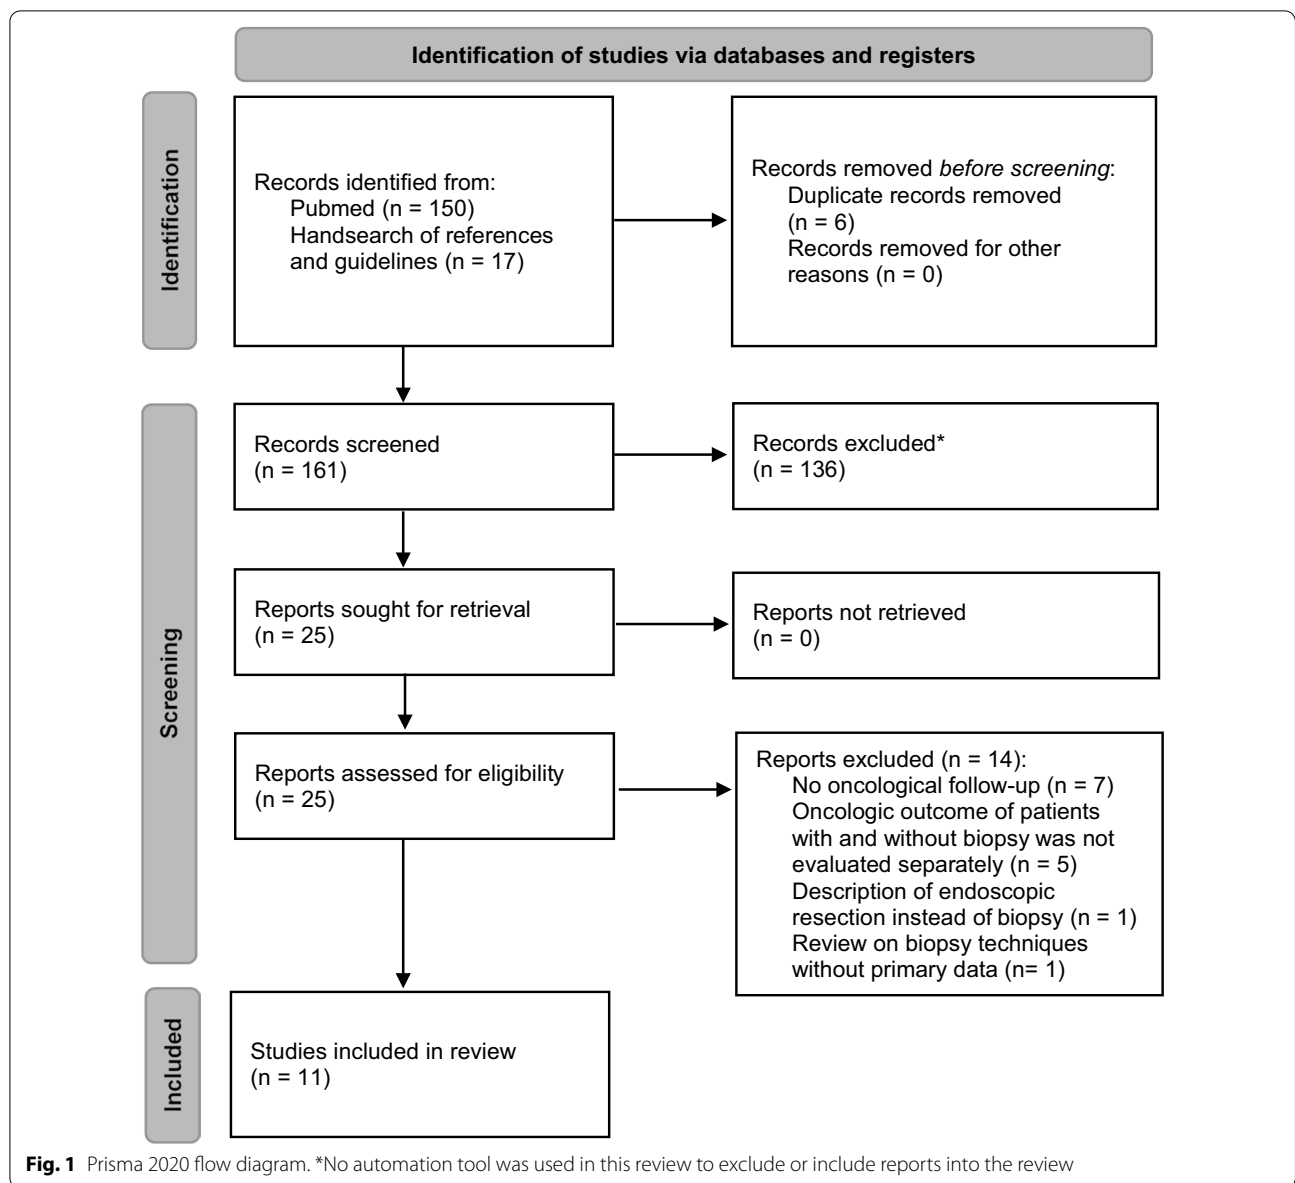 Identification of studies via databases and registers
Identification
Records identified from:
Pubmed (n = 150)
Handsearch of references
and guidelines (n = 17)
Records removed before screening:
Duplicate records removed
(n = 6)
Records removed for other
reasons (n = 0)
Screening
Records screened
(n = 161)
Records excluded*
(n = 136)
Reports sought for retrieval
(n = 25)
Reports not retrieved
(n = 0)
Reports assessed for eligibility
(n = 25)
Reports excluded (n = 14):
No oncological follow-up (n = 7)
Oncologic outcome of patients
with and without biopsy was not
evaluated separately (n = 5)
Description of endoscopic
resection instead of biopsy (n = 1)
Review on biopsy techniques
without primary data (n= 1)
Included
Studies included in review
(n = 11)
Fig. 1 Prisma 2020 flow diagram. *No automation tool was used in this review to exclude or include reports into the review